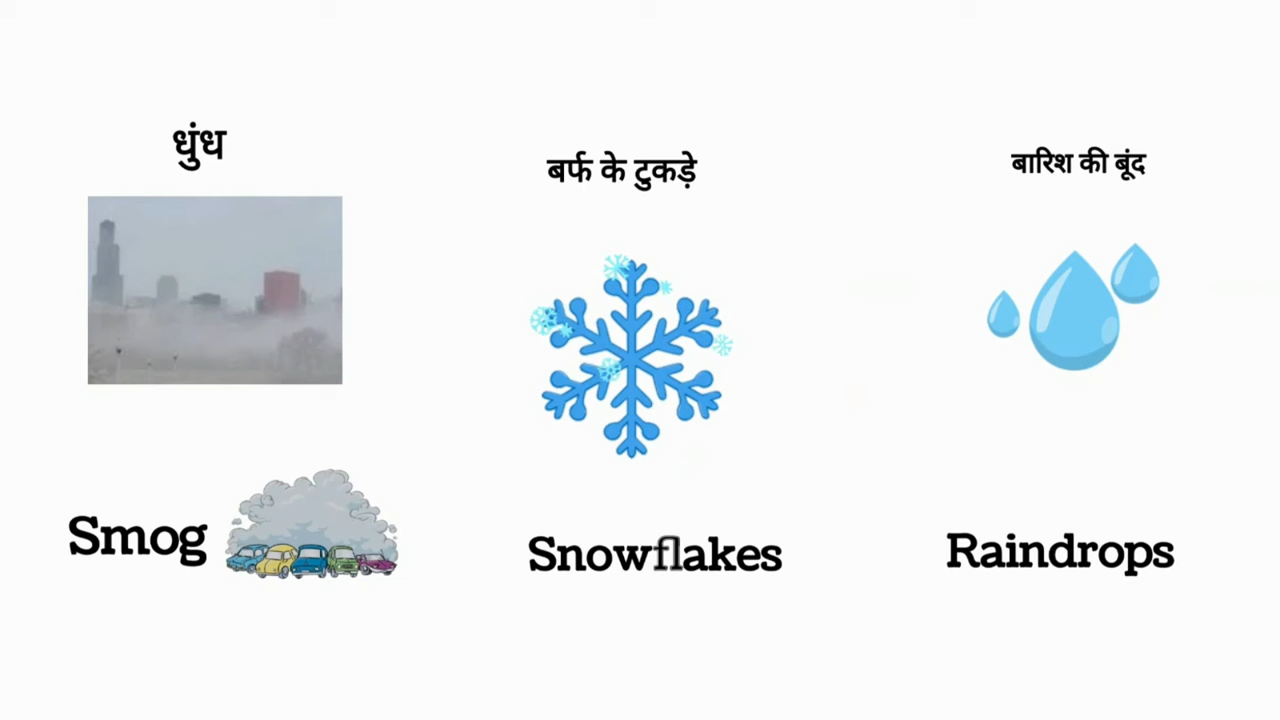 धुंध
बर्फ के टुकड़े
बारिश की बूंद
Smog
Snowflakes
Raindrops